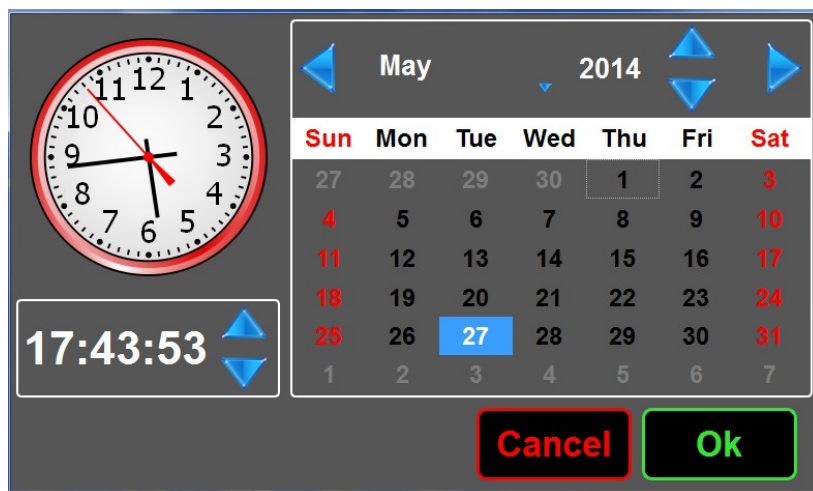 12
11 1
10 2
9 3
8 4
7 5
6
17:43:53
May 2014
Sun Mon Tue Wed Thu Fri Sat
27 28 29 30 1 2 3
4 5 6 7 8 9 10
11 12 13 14 15 16 17
18 19 20 21 22 23 24
25 26 27 28 29 30 31
1 2 3 4 5 6 7
Cancel Ok